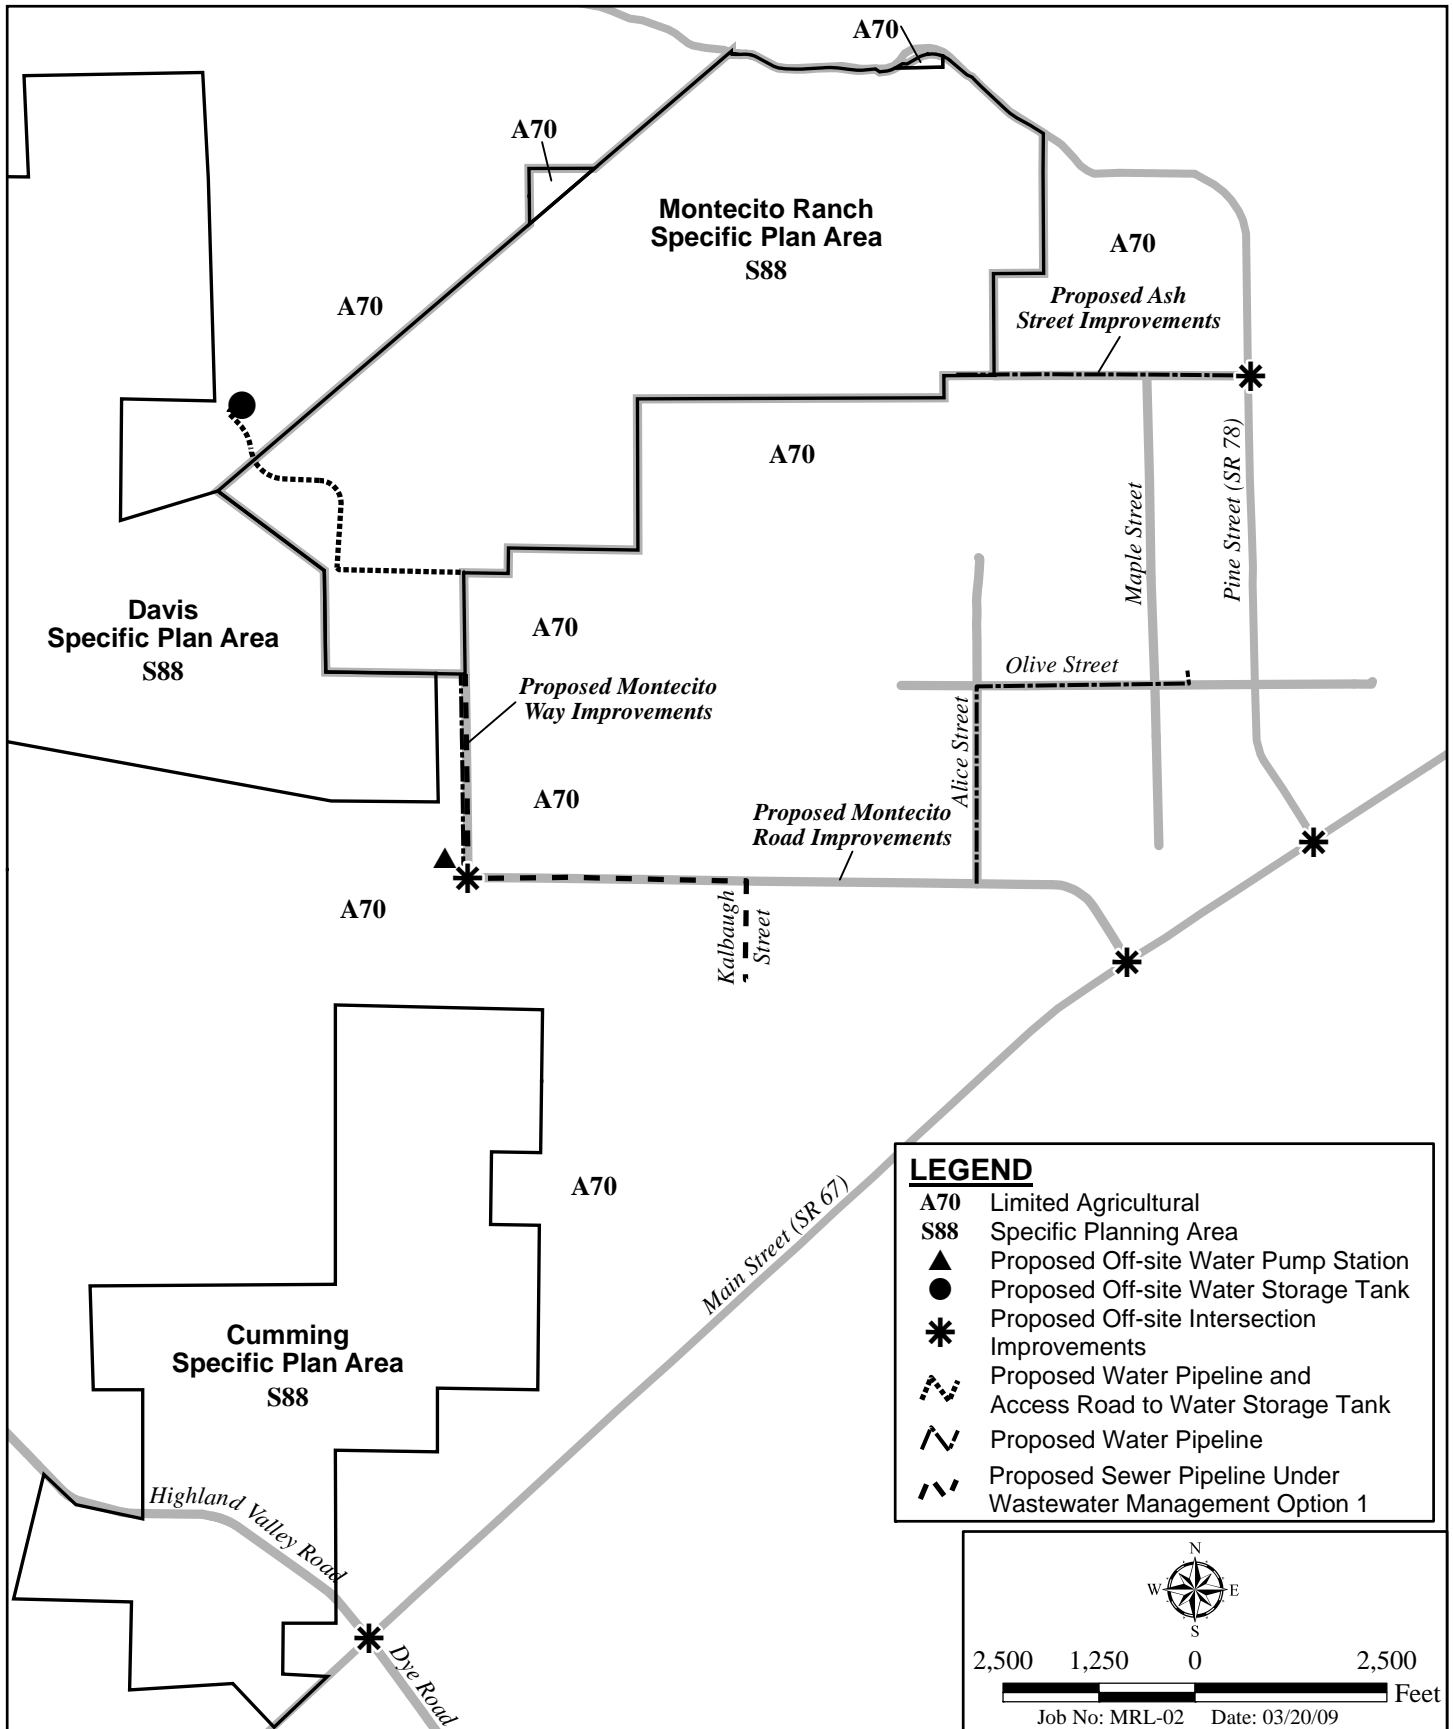 A70
A70
Montecito Ranch
Specific Plan Area
S88
A70
A70
Proposed Ash
Street Improvements
A70
Maple Street
Pine Street (SR 78)
Davis
Specific Plan Area
S88
A70
Olive Street
Proposed Montecito
Way Improvements
Alice Street
A70
Proposed Montecito
Road Improvements
A70
Kalbaugh
Street
A70
Main Street (SR 67)
Cumming
Specific Plan Area
S88
Highland Valley Road
Dye Road
LEGEND
A70 Limited Agricultural
S88 Specific Planning Area
Proposed Off-site Water Pump Station
Proposed Off-site Water Storage Tank
Proposed Off-site Intersection
Improvements
Proposed Water Pipeline and
Access Road to Water Storage Tank
Proposed Water Pipeline
Proposed Sewer Pipeline Under
Wastewater Management Option 1
N
W E
S
2,500 1,250 0 2,500
Feet
Job No: MRL-02 Date: 03/20/09